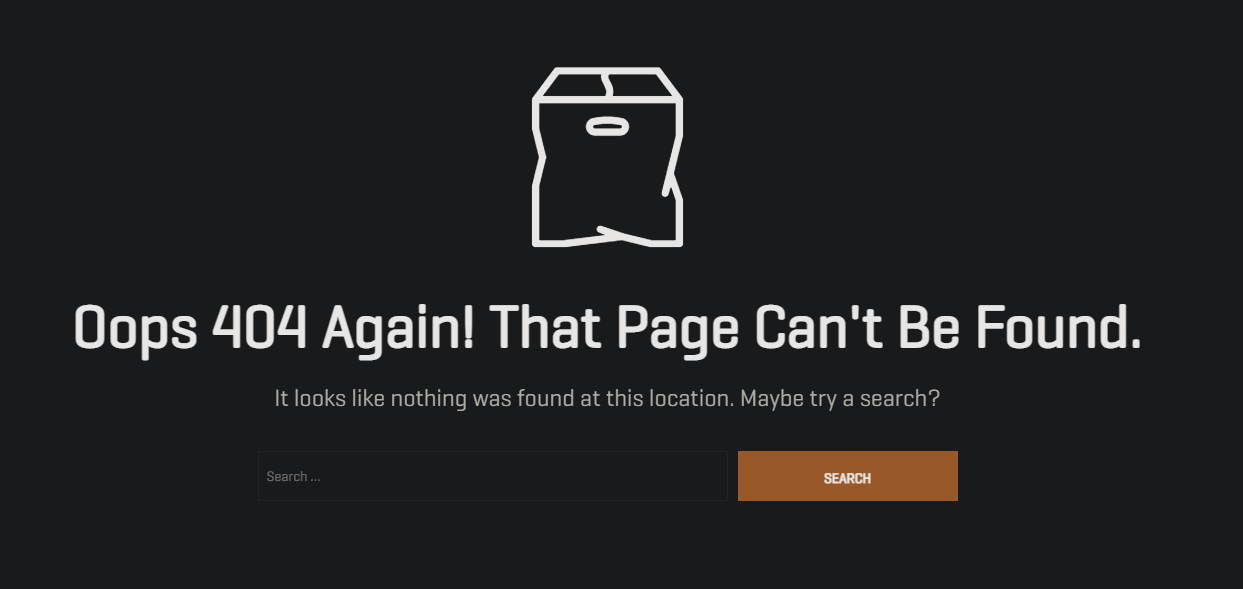 Oops 404 Again! That Page Can't Be Found.
It looks like nothing was found at this location. Maybe try a search?
Search ...
SEARCH